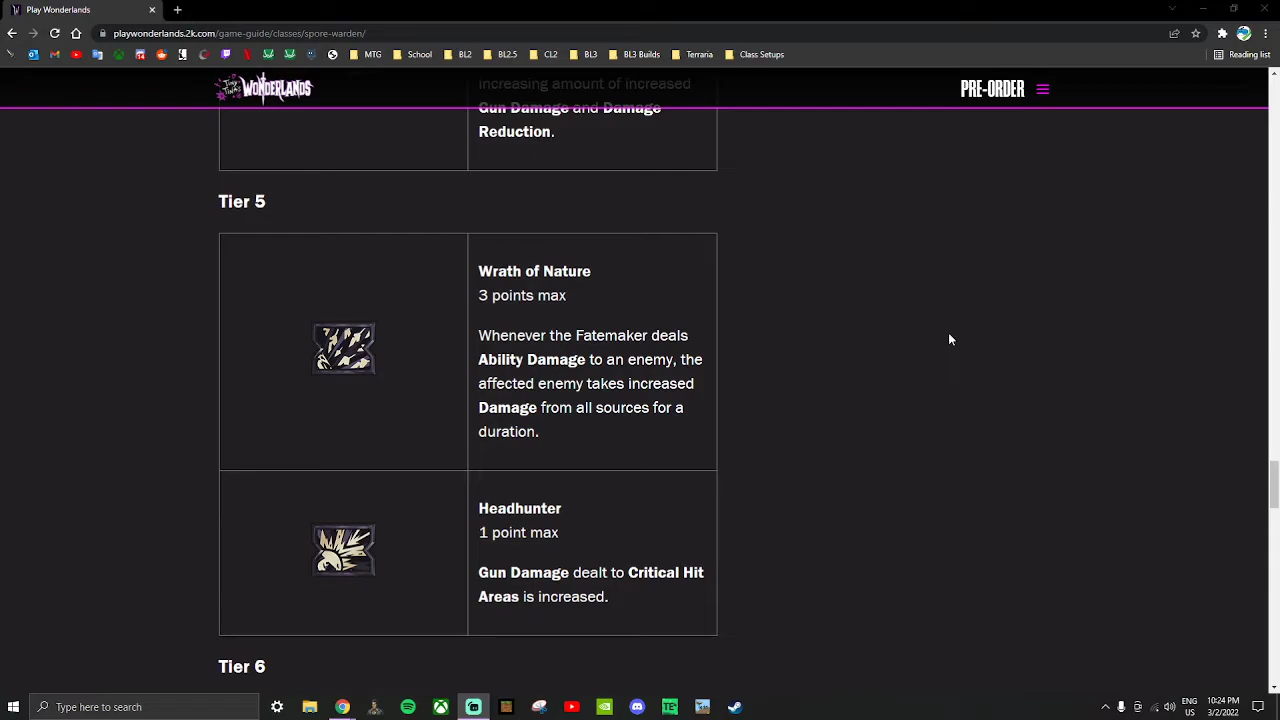 Play Wonderlands
playwonderlands.2k.com/game-guide/classes/spore-warden/
MTG
School
BL2
BL2.5
CL2
BL3
BL3 Builds
Terraria
Class Setups
Reading list
Tiny Tina's
WONDERLANDS
PRE-ORDER
increasing amount of increased
Gun Damage and Damage
Reduction.
Tier 5
Wrath of Nature
3 points max
Whenever the Fatemaker deals
Ability Damage to an enemy, the
affected enemy takes increased
Damage from all sources for a
duration.
Headhunter
1 point max
Gun Damage dealt to Critical Hit
Areas is increased.
Tier 6
Type here to search
ENG
US
10:24 PM
3/2/2022